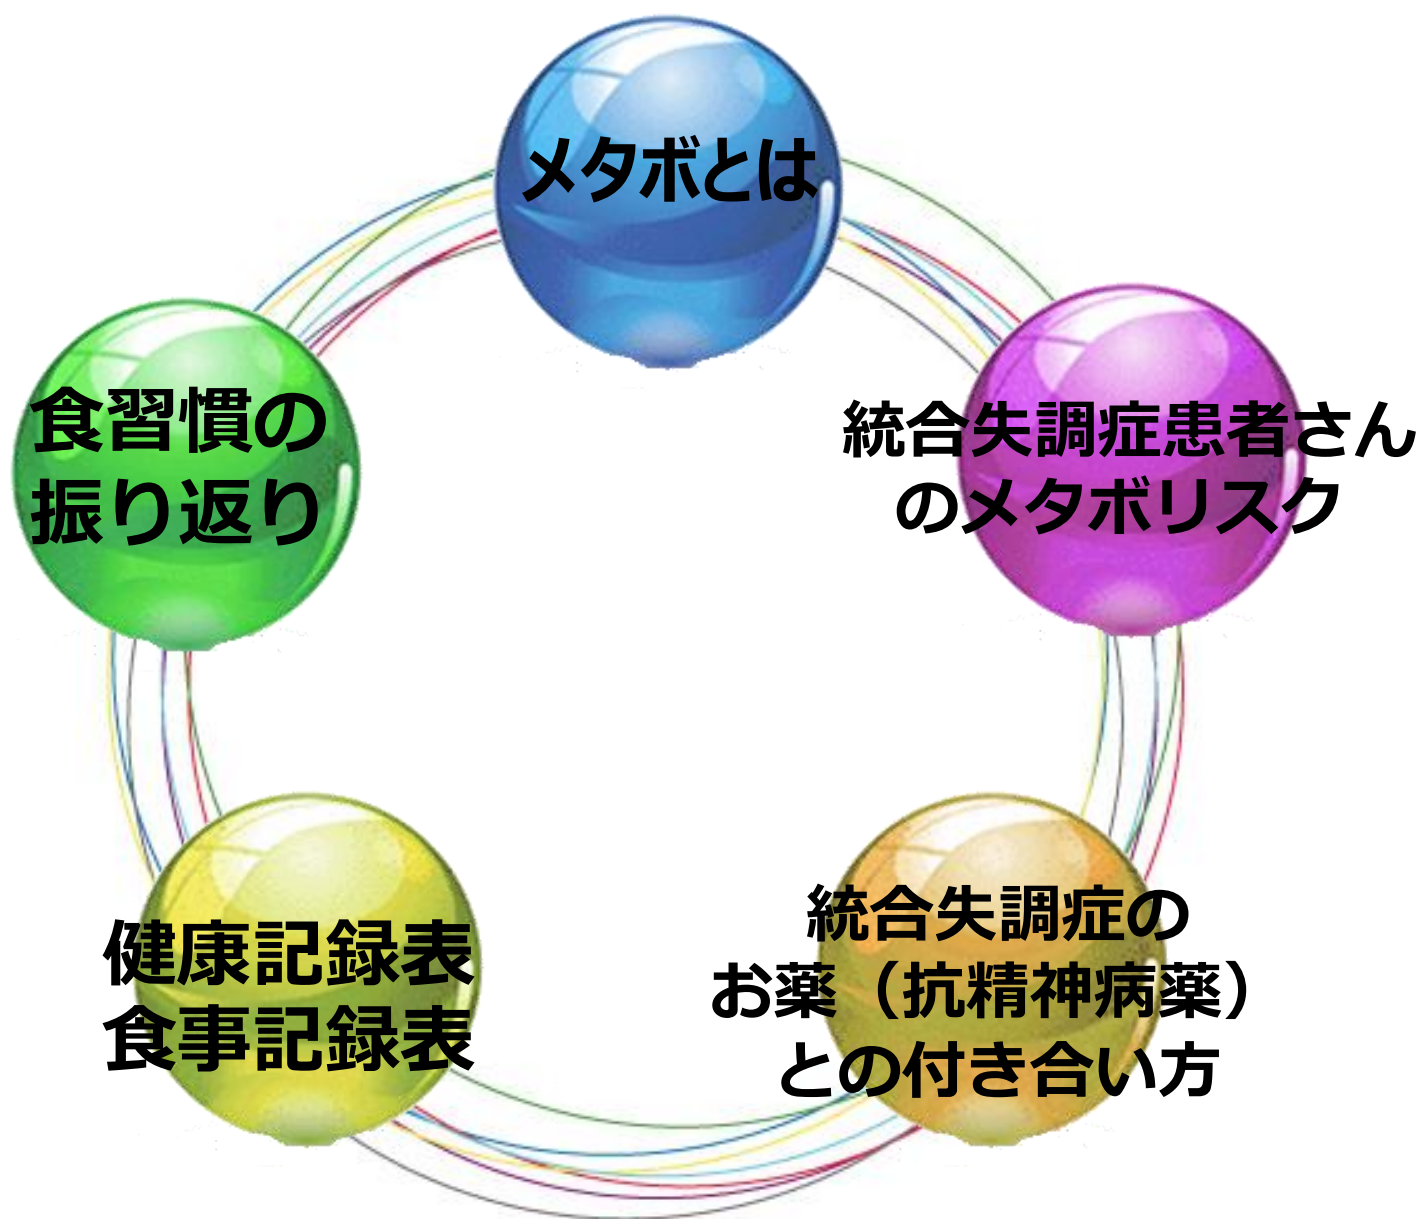 メタボとは
統合失調症患者さん
のメタボリスク
統合失調症の
お薬（抗精神病薬）
との付き合い方
健康記録表
食事記録表
食習慣の
振り返り